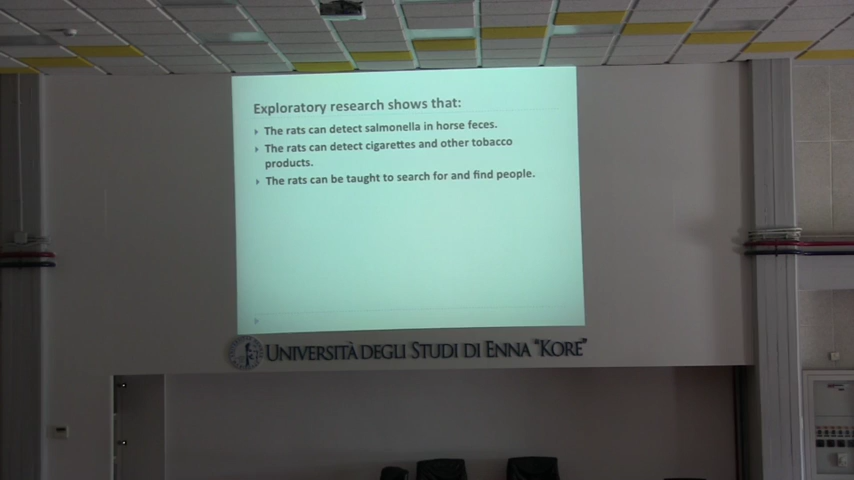 Exploratory research shows that:
The rats can detect salmonella in horse feces.
The rats can detect cigarettes and other tobacco
products.
The rats can be taught to search for and find people.
UNIVERSITÀ DEGLI STUDI DI ENNA "KORE"